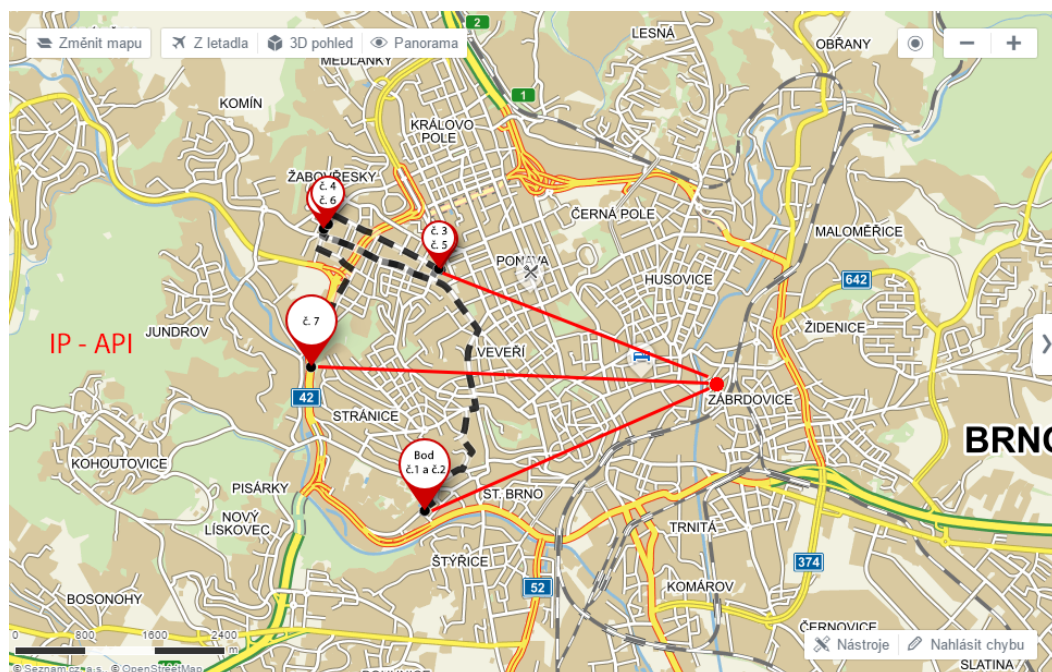 Změnit mapu
Z letadla
3D pohled
Panorama
2
LESNÁ
OBŘANY
MEDLÁNKY
1
KOMÍN
KRÁLOVO
POLE
ŽABOVŘESKY
č. 4
č. 6
ČERNÁ POLE
č. 3
č. 5
MALOMĚŘICE
PONAVA
HUSOVICE
642
č. 7
JUNDROV
IP - API
ŽIDENICE
VEVEŘÍ
42
STRÁNICE
ZÁBRDOVICE
BRNO
KOHOUTOVICE
Bod
č.1 a č.2
PISÁRKY
ST. BRNO
NOVÝ
LÍSKOVEC
TRNITÁ
ŠTÝŘICE
374
52
KOMÁROV
BOSONOHY
ČERNOVICE
0 800 1600 2400
m
Nástroje
Nahlásit chybu
© Seznam.cz, a.s., © OpenStreetMap
SLATINA